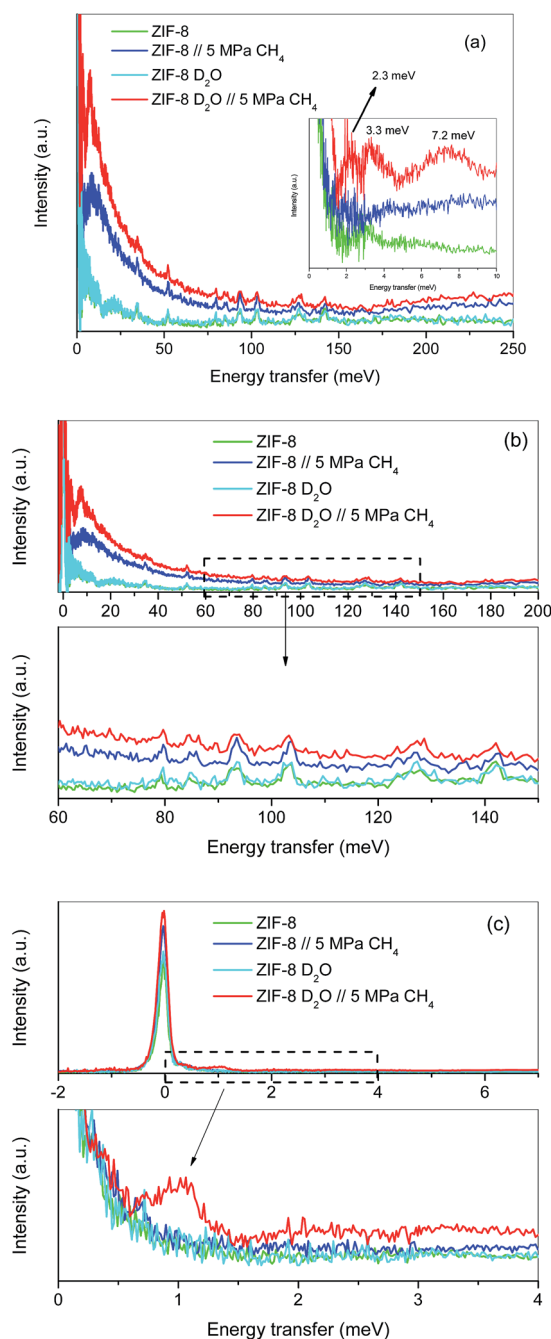 (a)
ZIF-8
ZIF-8 // 5 MPa CH₄
ZIF-8 D₂O
ZIF-8 D₂O // 5 MPa CH₄
2.3 meV
3.3 meV
7.2 meV
Intensity (a.u.)
0 2 4 6 8 10
Energy transfer (meV)
Intensity (a.u.)
0 50 100 150 200 250
Energy transfer (meV)
(b)
ZIF-8
ZIF-8 // 5 MPa CH₄
ZIF-8 D₂O
ZIF-8 D₂O // 5 MPa CH₄
Intensity (a.u.)
0 20 40 60 80 100 120 140 160 180 200
Intensity (a.u.)
60 80 100 120 140
Energy transfer (meV)
(c)
ZIF-8
ZIF-8 // 5 MPa CH₄
ZIF-8 D₂O
ZIF-8 D₂O // 5 MPa CH₄
Intensity (a.u.)
-2 0 2 4 6
Intensity (a.u.)
0 1 2 3 4
Energy transfer (meV)